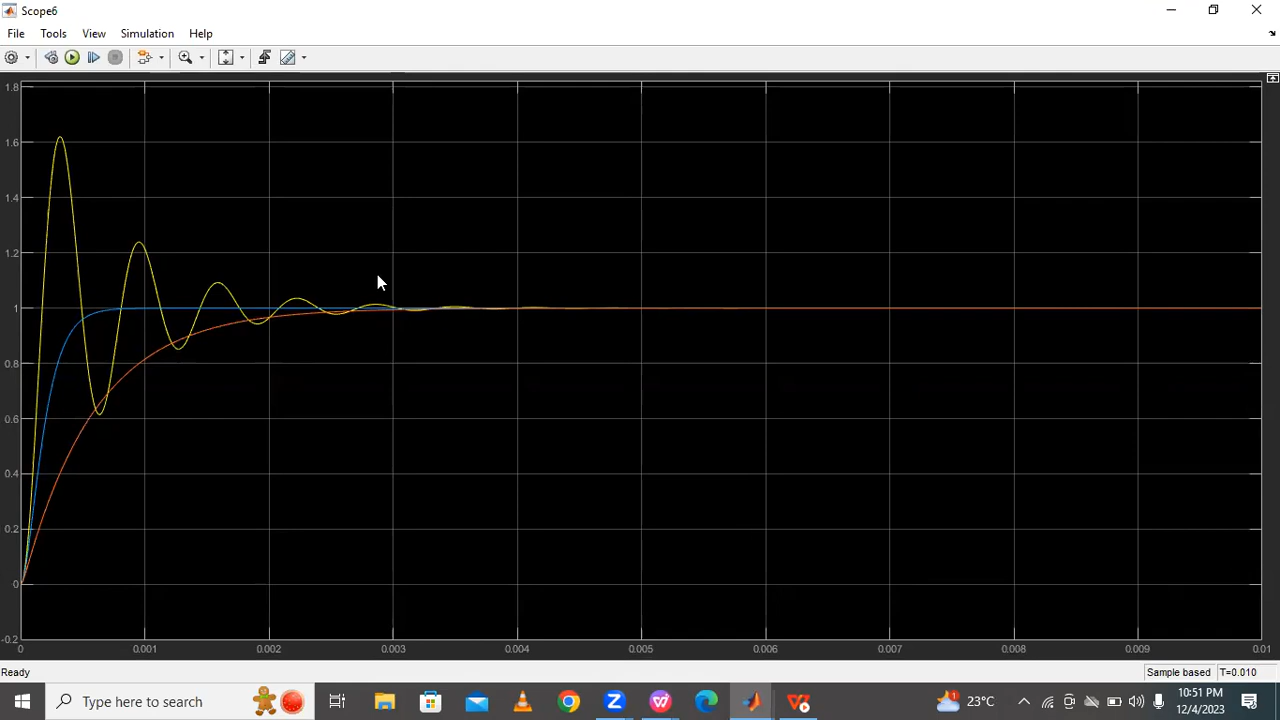 Scope6
File Tools View Simulation Help
1.8
1.6
1.4
1.2
1
0.8
0.6
0.4
0.2
0
-0.2
0 0.001 0.002 0.003 0.004 0.005 0.006 0.007 0.008 0.009 0.01
Ready Sample based T=0.010
Type here to search 1 23°C 10:51 PM
12/4/2023